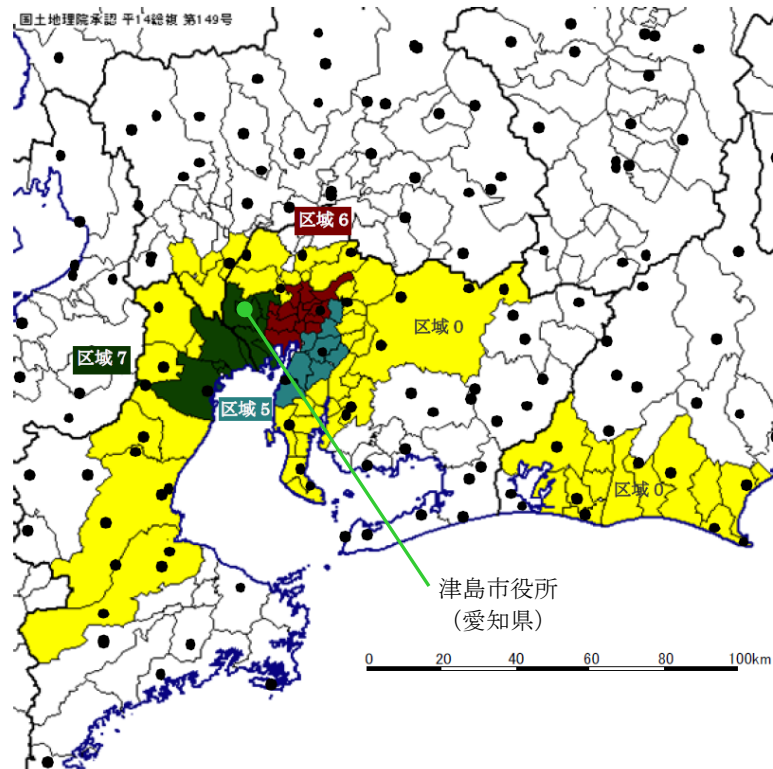 国土地理院承認 平14総複 第149号
区域６
区域０
区域７
区域５
区域０
津島市役所
（愛知県）
0 20 40 60 80 100km